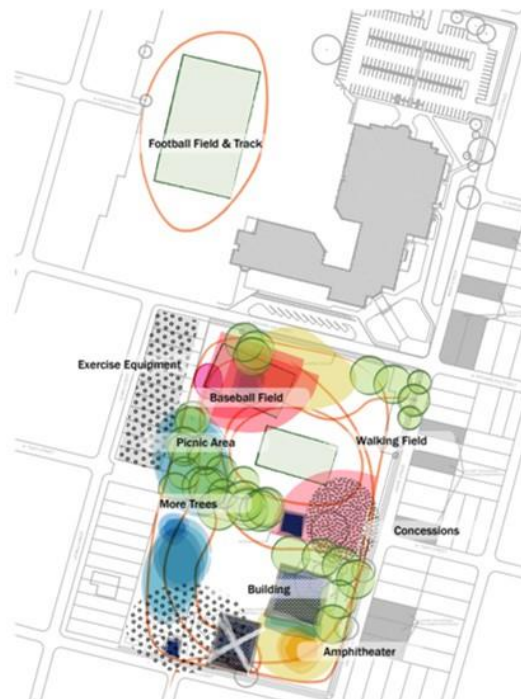 Football Field & Track
Exercise Equipment
Baseball Field
Picnic Area
Walking Field
More Trees
Concessions
Building
Amphitheater